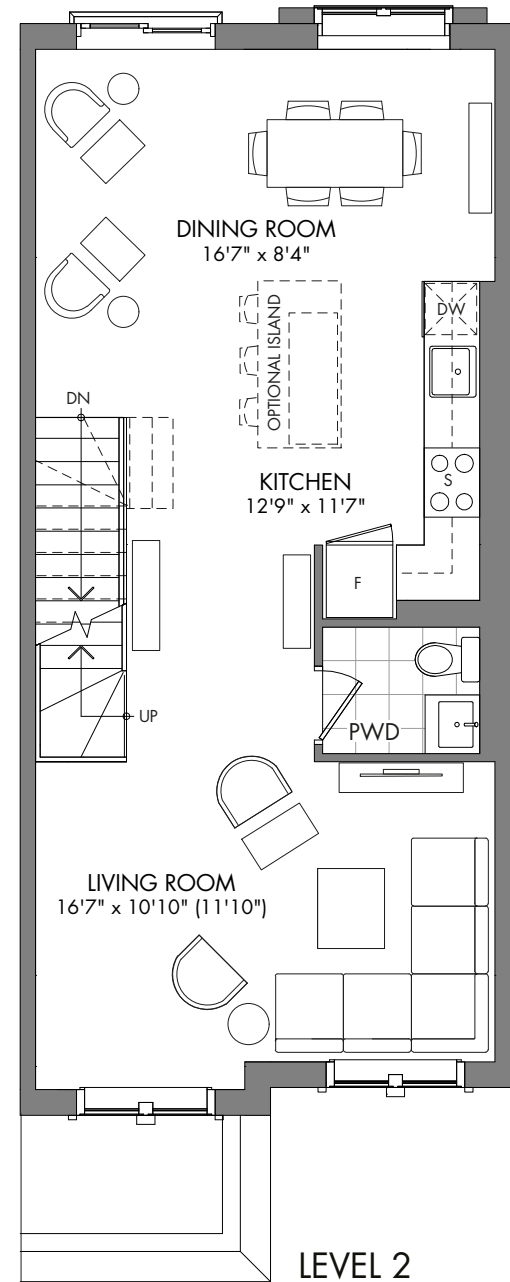 DINING ROOM
16'7" x 8'4"
OPTIONAL ISLAND
DW
DN
KITCHEN
12'9" x 11'7"
S
F
UP
PWD
LIVING ROOM
16'7" x 10'10" (11'10")
LEVEL 2